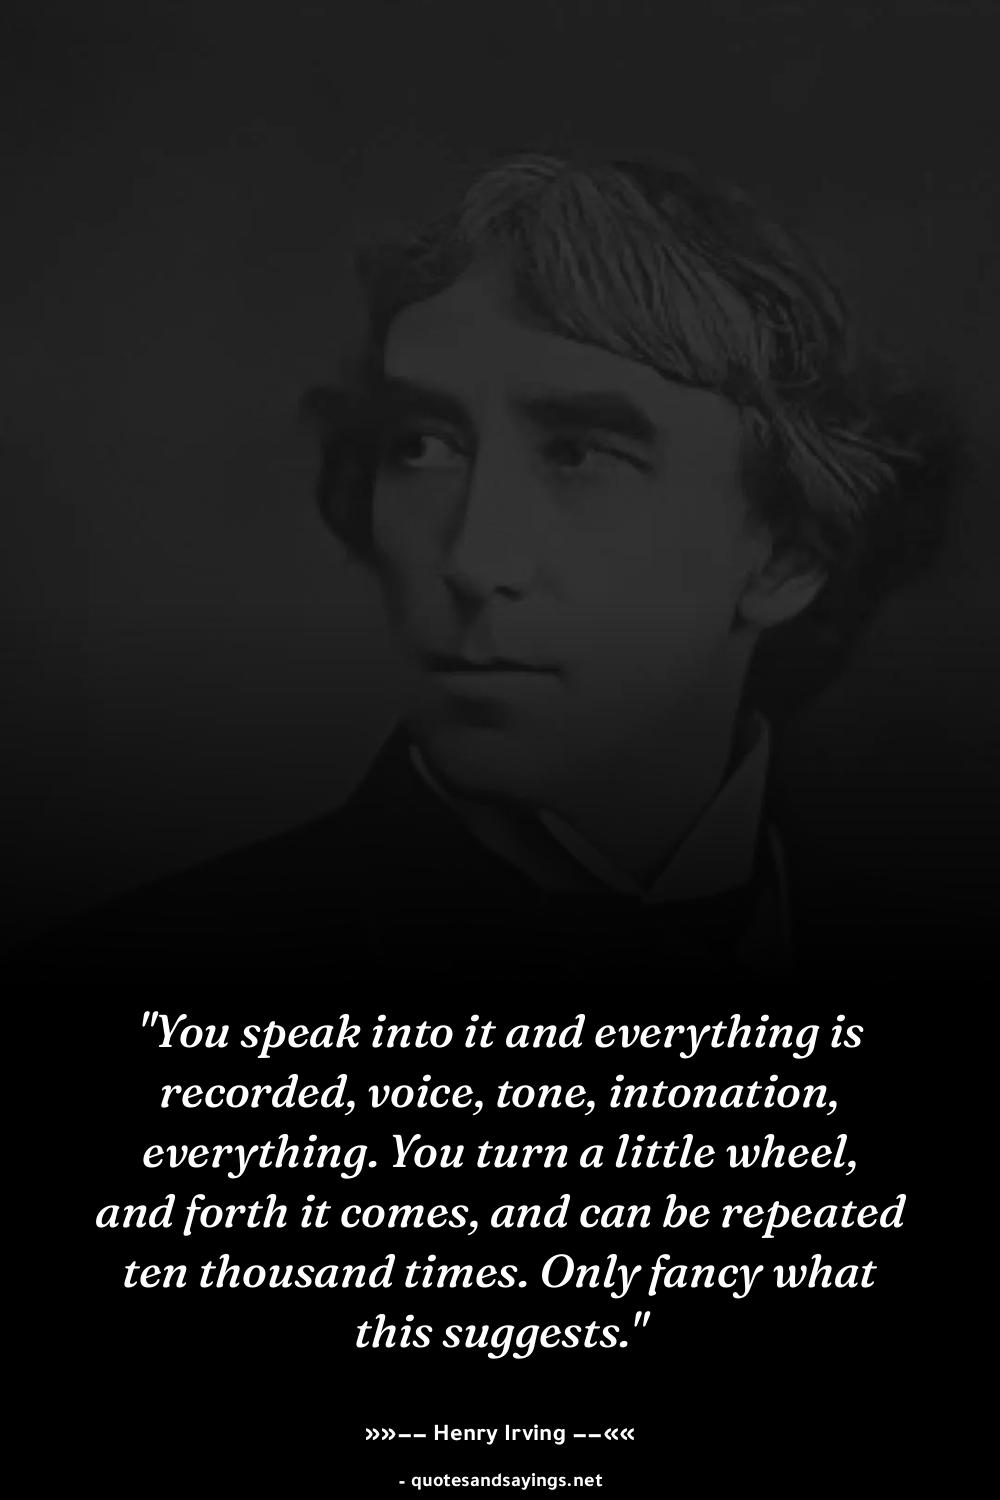 "You speak into it and everything is
recorded, voice, tone, intonation,
everything. You turn a little wheel,
and forth it comes, and can be repeated
ten thousand times. Only fancy what
this suggests."
»»−− Henry Irving −−««
- quotesandsayings.net